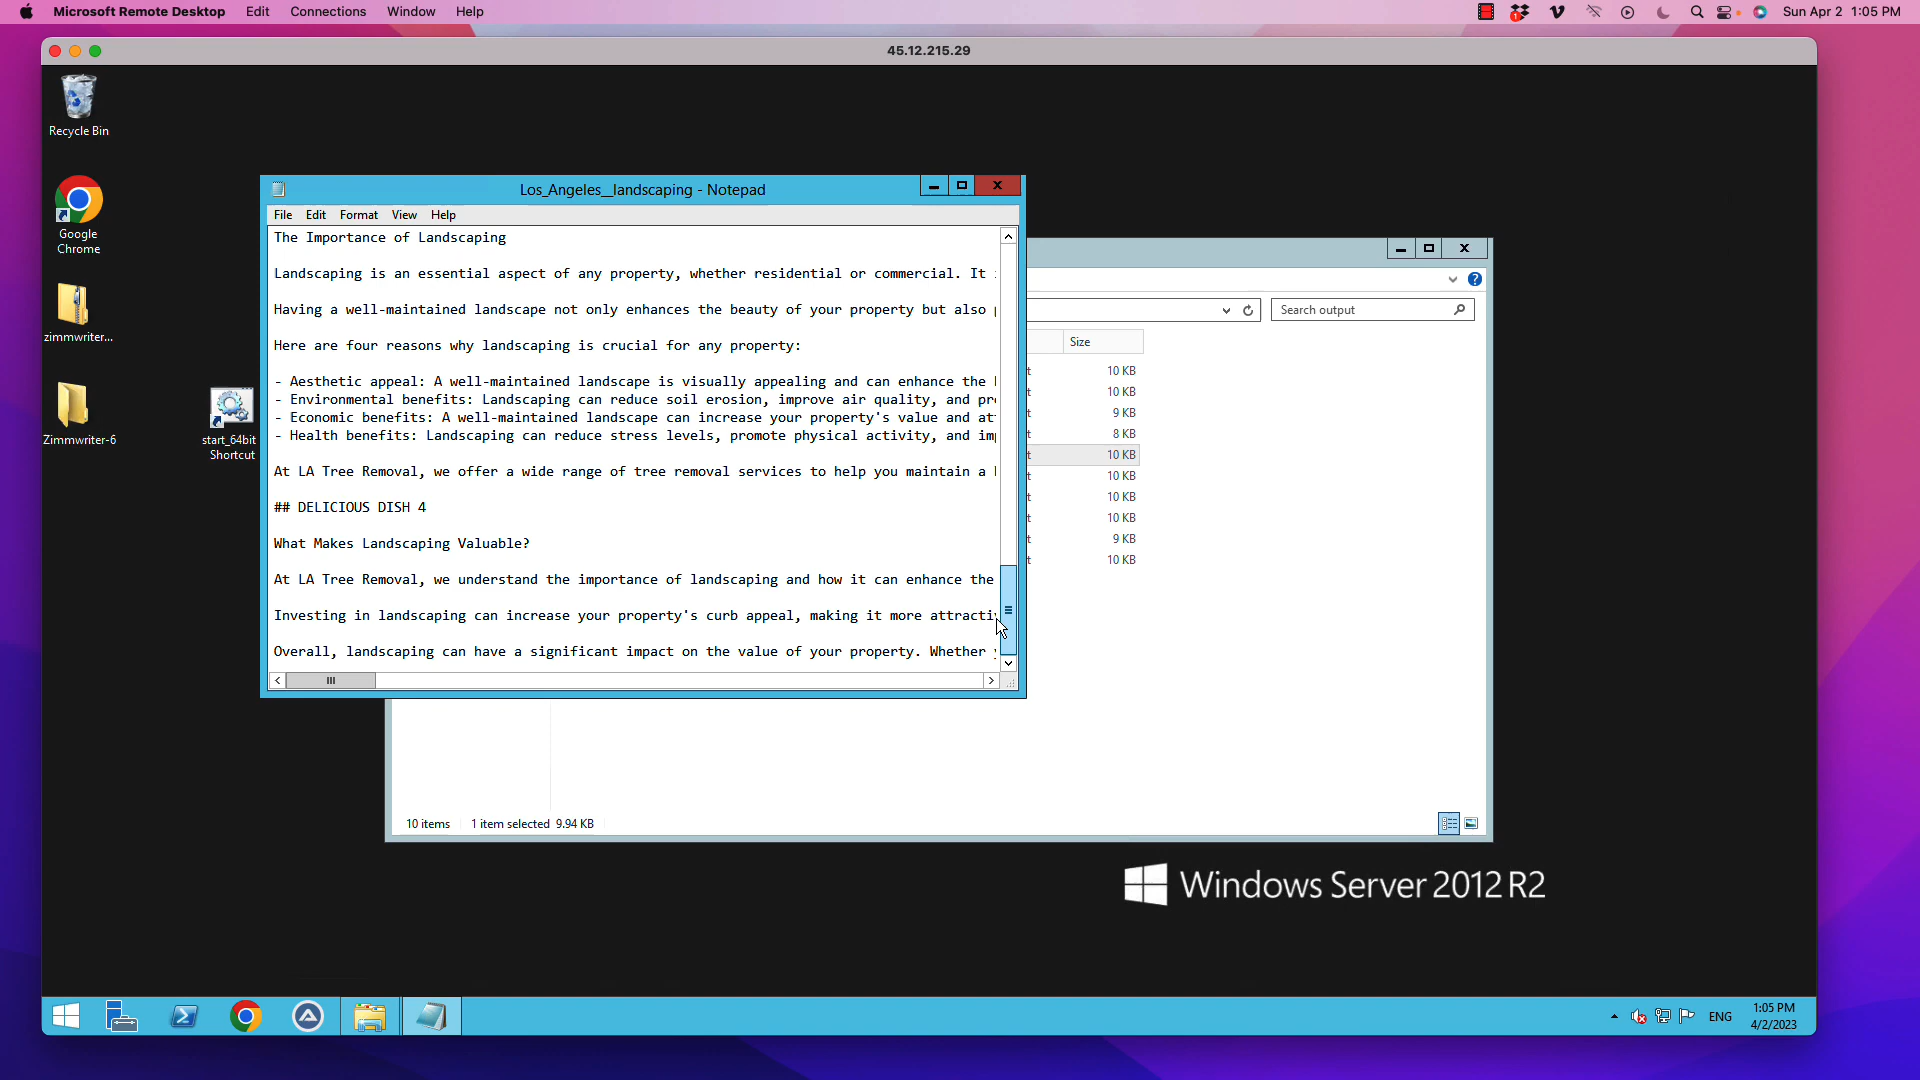 Microsoft Remote Desktop Edit Connections Window Help
1
Sun Apr 2 1:05 PM
45.12.215.29
Recycle Bin
Google
Chrome
zimmwriter...
Zimmwriter-6
start_64bit
Shortcut
Los_Angeles__landscaping - Notepad
File Edit Format View Help
The Importance of Landscaping
Landscaping is an essential aspect of any property, whether residential or commercial. It
Having a well-maintained landscape not only enhances the beauty of your property but also
Here are four reasons why landscaping is crucial for any property:
- Aesthetic appeal: A well-maintained landscape is visually appealing and can enhance the
- Environmental benefits: Landscaping can reduce soil erosion, improve air quality, and pr
- Economic benefits: A well-maintained landscape can increase your property's value and at
- Health benefits: Landscaping can reduce stress levels, promote physical activity, and im
At LA Tree Removal, we offer a wide range of tree removal services to help you maintain a
## DELICIOUS DISH 4
What Makes Landscaping Valuable?
At LA Tree Removal, we understand the importance of landscaping and how it can enhance the
Investing in landscaping can increase your property's curb appeal, making it more attracti
Overall, landscaping can have a significant impact on the value of your property. Whether
Search output
Size
t 10 KB
t 10 KB
t 9 KB
t 8 KB
t 10 KB
t 10 KB
t 10 KB
t 10 KB
t 9 KB
t 10 KB
10 items 1 item selected 9.94 KB
Windows Server 2012 R2
ENG
1:05 PM
4/2/2023